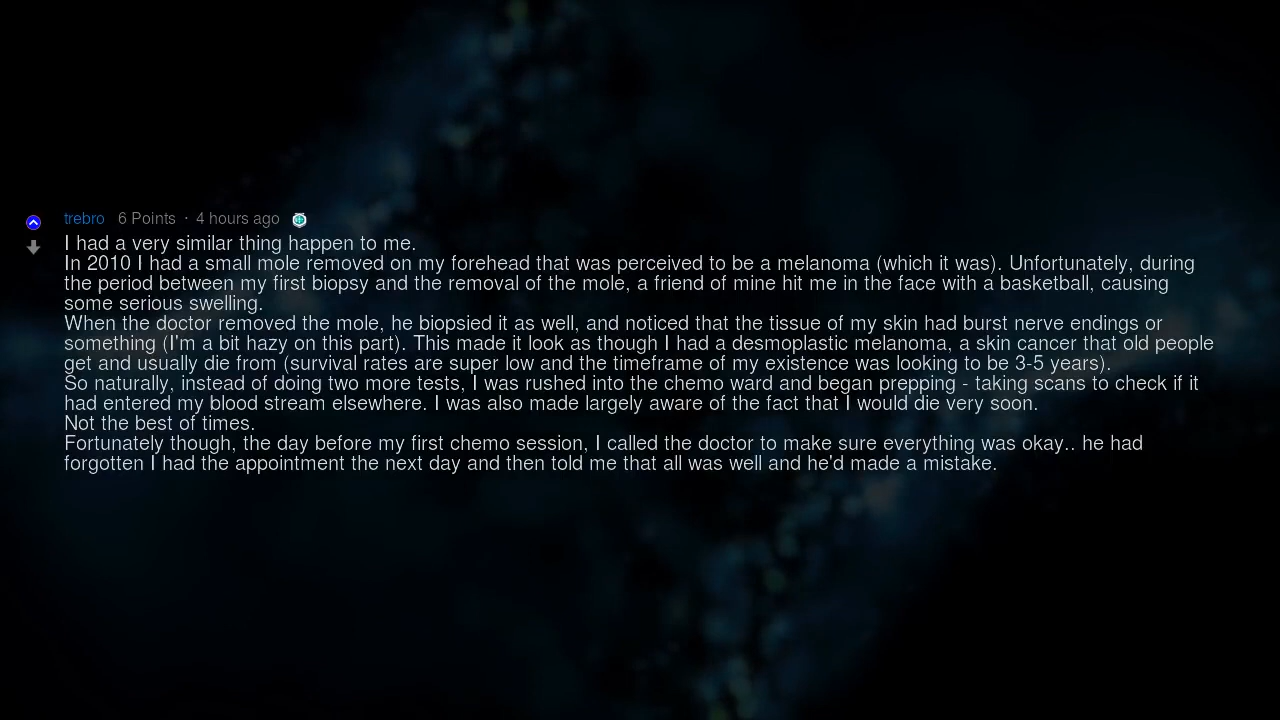 trebro 6 Points · 4 hours ago
I had a very similar thing happen to me.
In 2010 I had a small mole removed on my forehead that was perceived to be a melanoma (which it was). Unfortunately, during
the period between my first biopsy and the removal of the mole, a friend of mine hit me in the face with a basketball, causing
some serious swelling.
When the doctor removed the mole, he biopsied it as well, and noticed that the tissue of my skin had burst nerve endings or
something (I'm a bit hazy on this part). This made it look as though I had a desmoplastic melanoma, a skin cancer that old people
get and usually die from (survival rates are super low and the timeframe of my existence was looking to be 3-5 years).
So naturally, instead of doing two more tests, I was rushed into the chemo ward and began prepping - taking scans to check if it
had entered my blood stream elsewhere. I was also made largely aware of the fact that I would die very soon.
Not the best of times.
Fortunately though, the day before my first chemo session, I called the doctor to make sure everything was okay.. he had
forgotten I had the appointment the next day and then told me that all was well and he'd made a mistake.